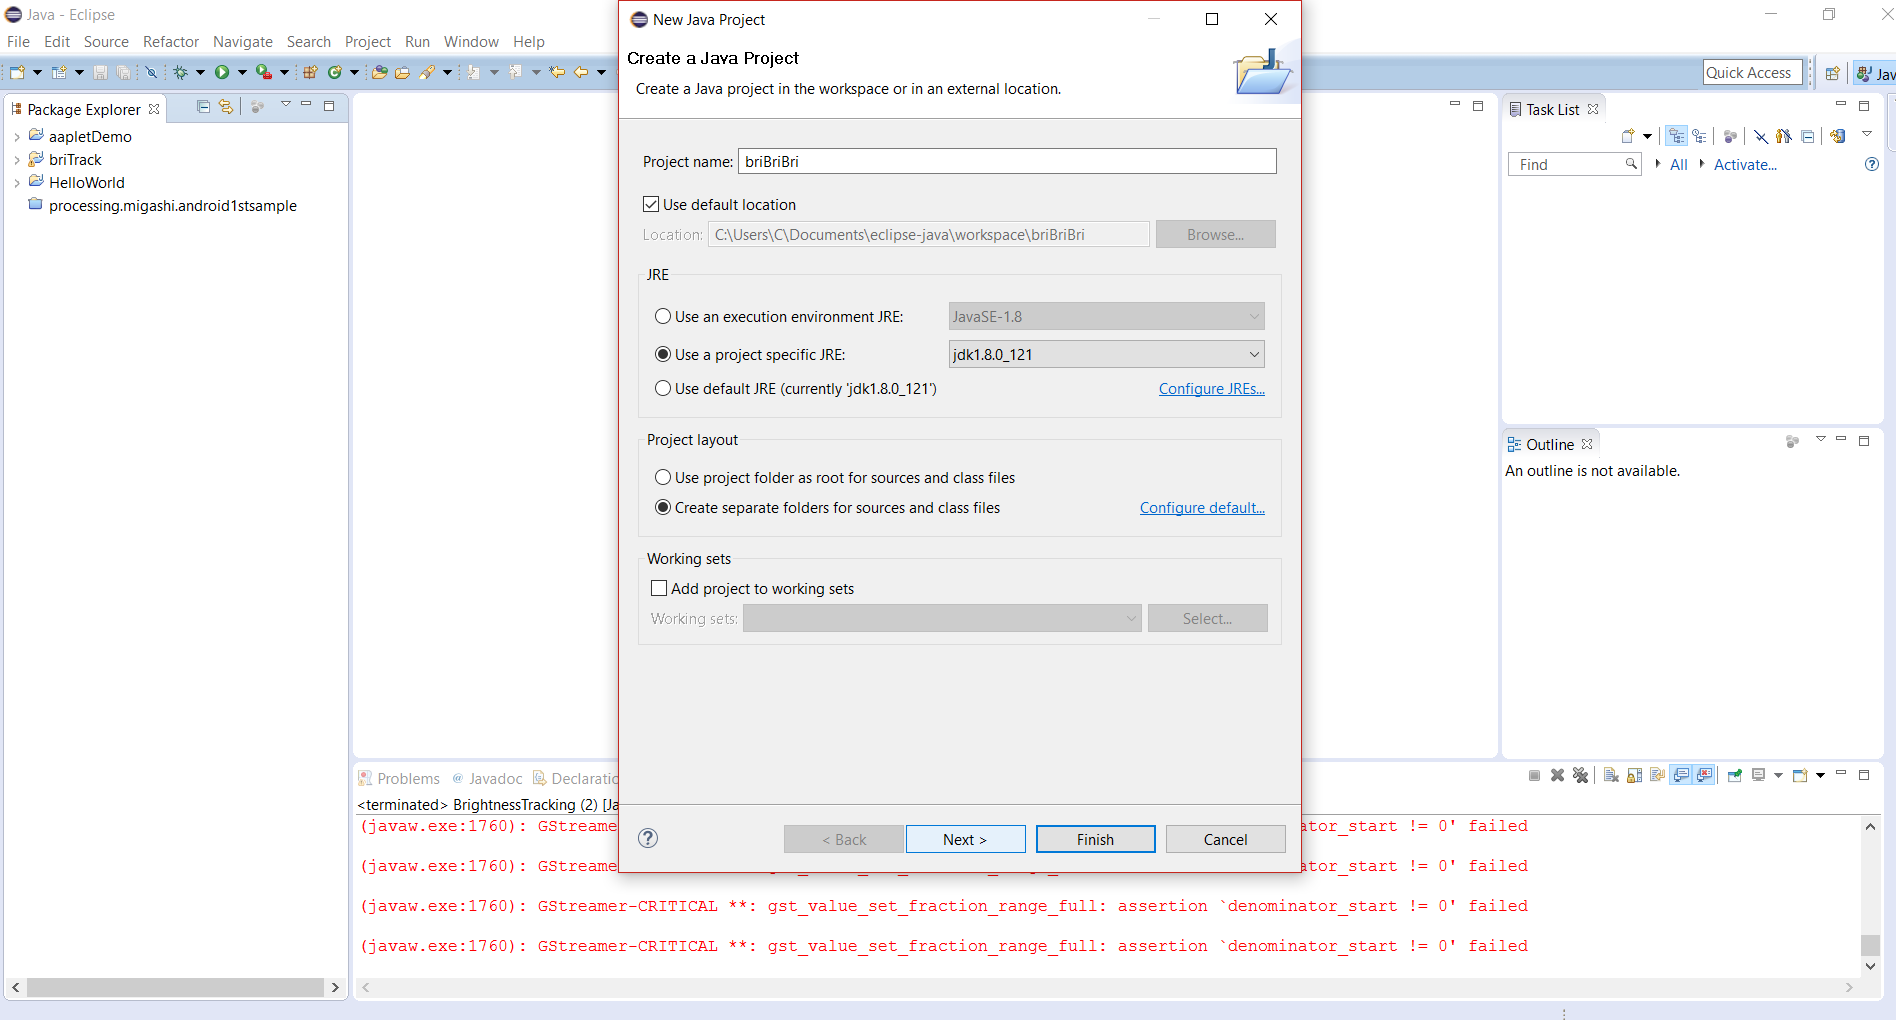 Java - Eclipse
File Edit Source Refactor Navigate Search Project Run Window Help
Quick Access
Jav
Package Explorer
aapletDemo
briTrack
HelloWorld
processing.migashi.android1stsample
New Java Project
Create a Java Project
Create a Java project in the workspace or in an external location.
Project name: briBriBri
Use default location
Location: C:\Users\C\Documents\eclipse-java\workspace\briBriBri Browse...
JRE
Use an execution environment JRE: JavaSE-1.8
Use a project specific JRE: jdk1.8.0_121
Use default JRE (currently 'jdk1.8.0_121') Configure JREs...
Project layout
Use project folder as root for sources and class files
Create separate folders for sources and class files Configure default...
Working sets
Add project to working sets
Working sets: Select...
< Back Next > Finish Cancel
Task List
Find All Activate...
Outline
An outline is not available.
Problems @ Javadoc Declaratio
<terminated> BrightnessTracking (2) [Ja
(javaw.exe:1760): GStreame ator_start != 0' failed
(javaw.exe:1760): GStreame denominator_start != 0' failed
(javaw.exe:1760): GStreamer-CRITICAL **: gst_value_set_fraction_range_full: assertion `denominator_start != 0' failed
(javaw.exe:1760): GStreamer-CRITICAL **: gst_value_set_fraction_range_full: assertion `denominator_start != 0' failed